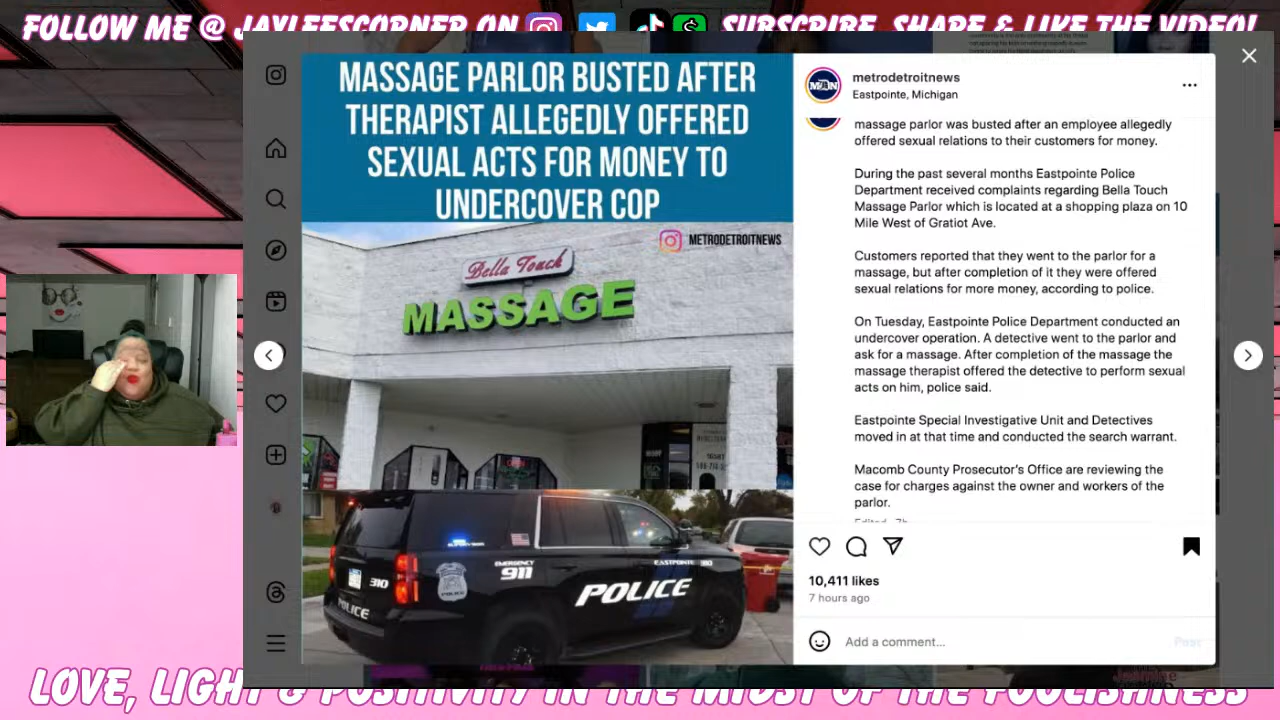 FOLLOW ME @ JAYLEESCORNER ON
SUBSCRIBE, SHARE & LIKE THE VIDEO!
MASSAGE PARLOR BUSTED AFTER
THERAPIST ALLEGEDLY OFFERED
SEXUAL ACTS FOR MONEY TO
UNDERCOVER COP
METRODETROITNEWS
Bella Touch
MASSAGE
310
POLICE
EMERGENCY
911
EASTPOINTE 310
POLICE
metrodetroitnews
Eastpointe, Michigan
massage parlor was busted after an employee allegedly
offered sexual relations to their customers for money.
During the past several months Eastpointe Police
Department received complaints regarding Bella Touch
Massage Parlor which is located at a shopping plaza on 10
Mile West of Gratiot Ave.
Customers reported that they went to the parlor for a
massage, but after completion of it they were offered
sexual relations for more money, according to police.
On Tuesday, Eastpointe Police Department conducted an
undercover operation. A detective went to the parlor and
ask for a massage. After completion of the massage the
massage therapist offered the detective to perform sexual
acts on him, police said.
Eastpointe Special Investigative Unit and Detectives
moved in at that time and conducted the search warrant.
Macomb County Prosecutor's Office are reviewing the
case for charges against the owner and workers of the
parlor.
Edited · 7h
10,411 likes
7 hours ago
Add a comment...
Post
LOVE, LIGHT & POSITIVITY IN THE MIDST OF THE FOOLISHNESS